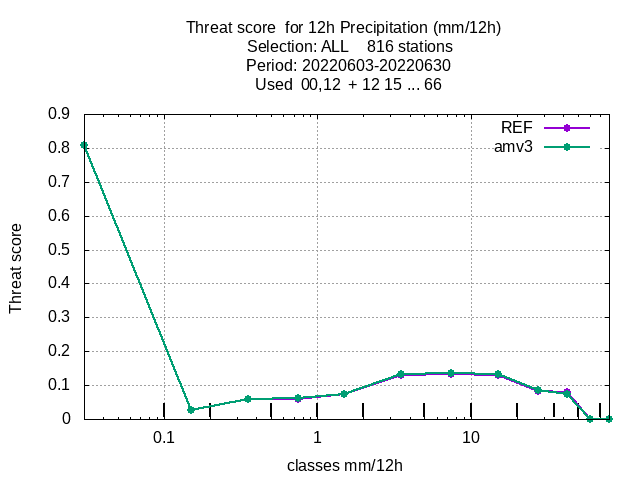 Threat score  for 12h Precipitation (mm/12h)
Selection: ALL    816 stations
Period: 20220603-20220630
Used  00,12  + 12 15 ... 66
REF
amv3
Threat score
0.9
0.8
0.7
0.6
0.5
0.4
0.3
0.2
0.1
0
0.1 1 10
classes mm/12h